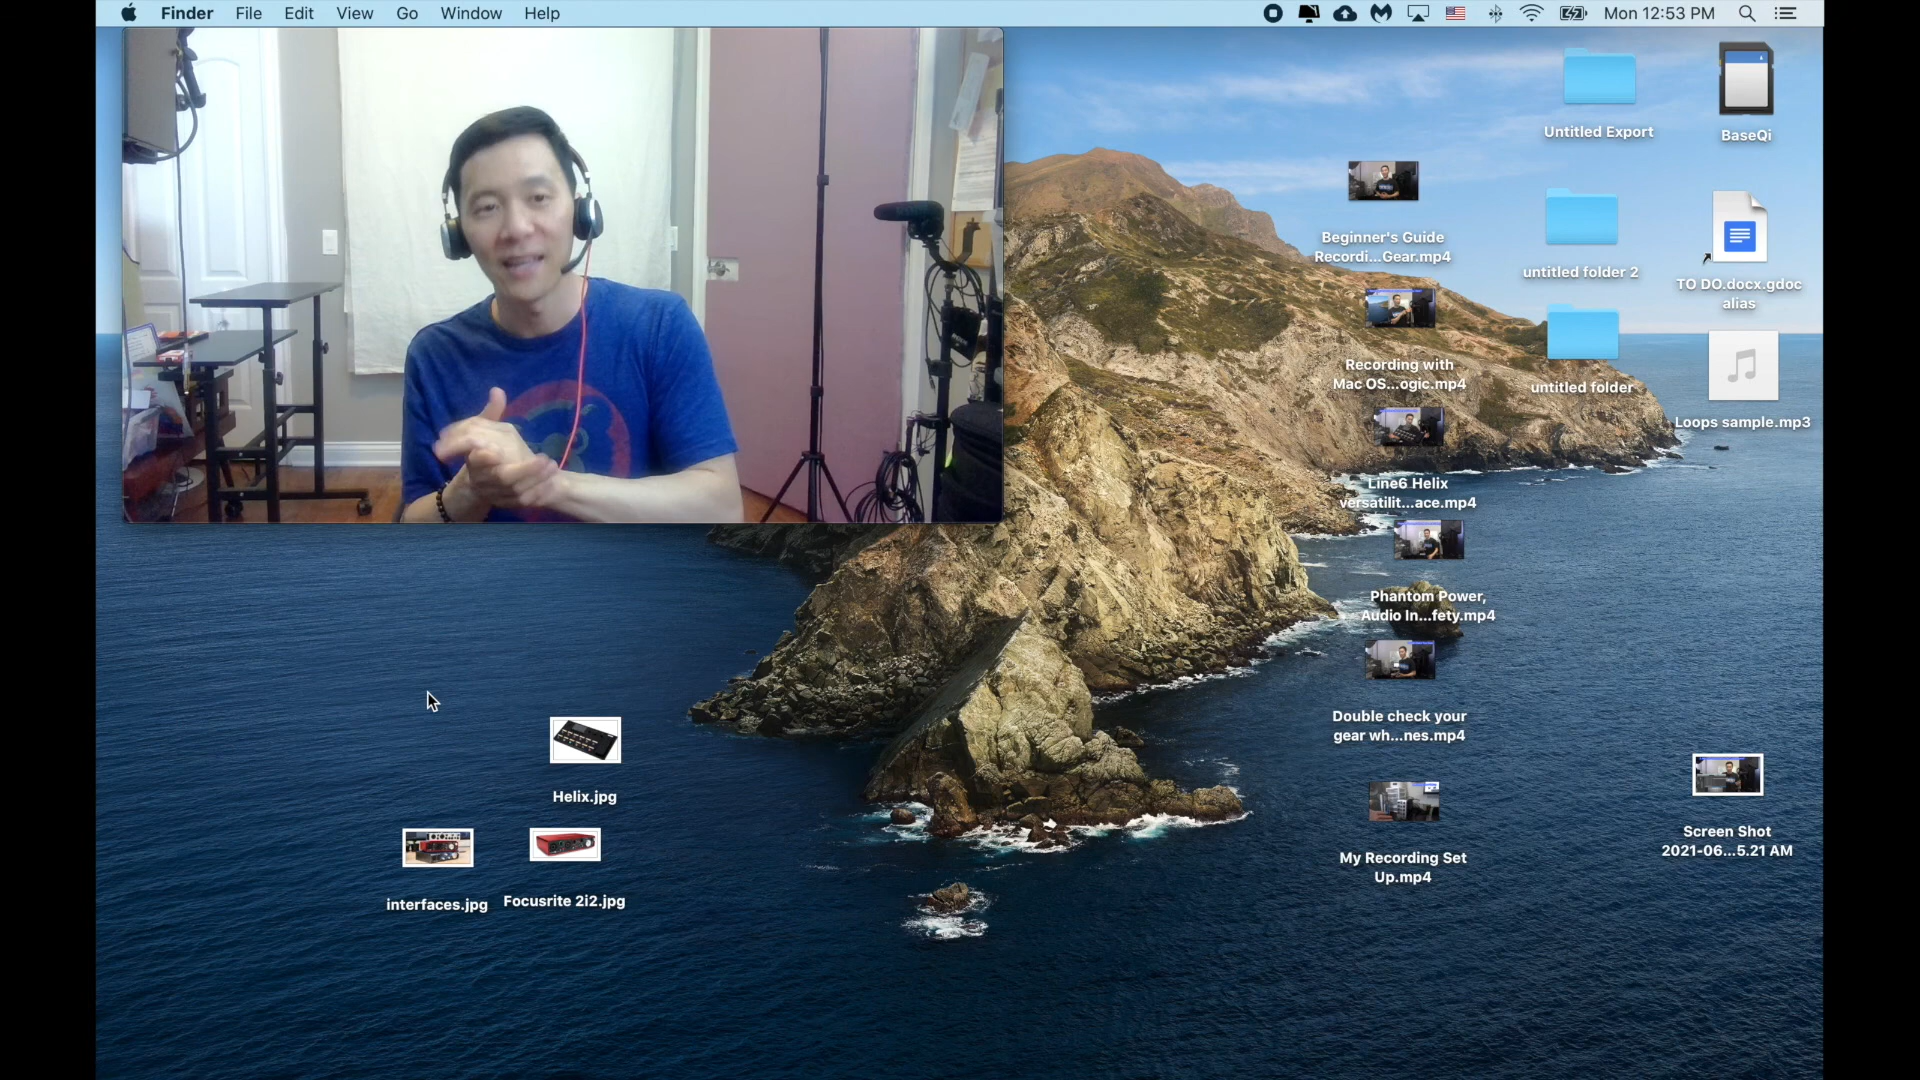 Finder File Edit View Go Window Help
Mon 12:53 PM
Untitled Export
BaseQi
Beginner's Guide
Recordi...Gear.mp4
untitled folder 2
TO DO.docx.gdoc
alias
Recording with
Mac OS...ogic.mp4
untitled folder
Loops sample.mp3
Line6 Helix
versatilit...ace.mp4
Phantom Power,
Audio In...fety.mp4
Double check your
gear wh...nes.mp4
Helix.jpg
My Recording Set
Up.mp4
Screen Shot
2021-06...5.21 AM
interfaces.jpg
Focusrite 2i2.jpg